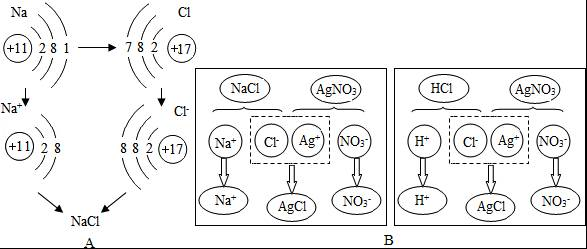 Na Cl
+11 2 8 1 7 8 2 +17
Na⁺ Cl⁻
+11 2 8 8 8 2 +17
NaCl
A
NaCl AgNO₃
Na⁺ Cl⁻ Ag⁺ NO₃⁻
Na⁺ AgCl NO₃⁻
HCl AgNO₃
H⁺ Cl⁻ Ag⁺ NO₃⁻
H⁺ AgCl NO₃⁻
B